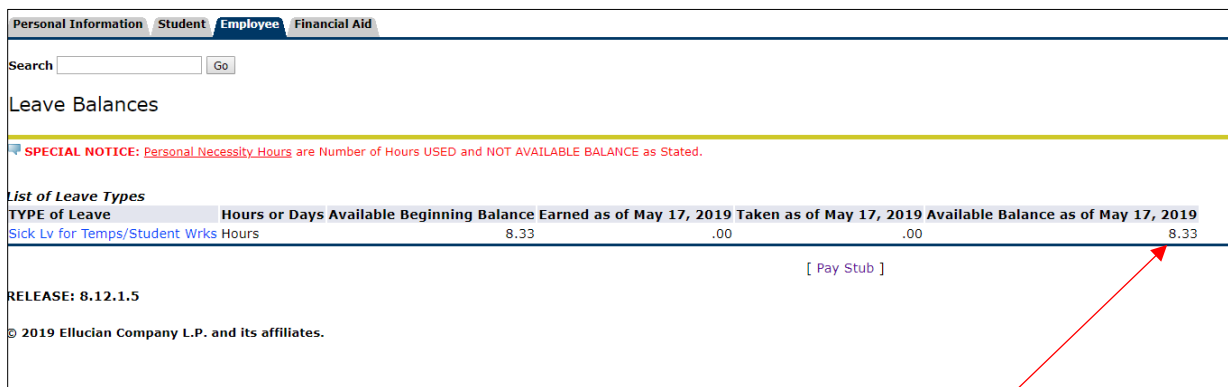 Personal Information Student Employee Financial Aid
Search Go
Leave Balances
SPECIAL NOTICE: Personal Necessity Hours are Number of Hours USED and NOT AVAILABLE BALANCE as Stated.
List of Leave Types
TYPE of Leave Hours or Days Available Beginning Balance Earned as of May 17, 2019 Taken as of May 17, 2019 Available Balance as of May 17, 2019
Sick Lv for Temps/Student Wrks Hours 8.33 .00 .00 8.33
[ Pay Stub ]
RELEASE: 8.12.1.5
© 2019 Ellucian Company L.P. and its affiliates.